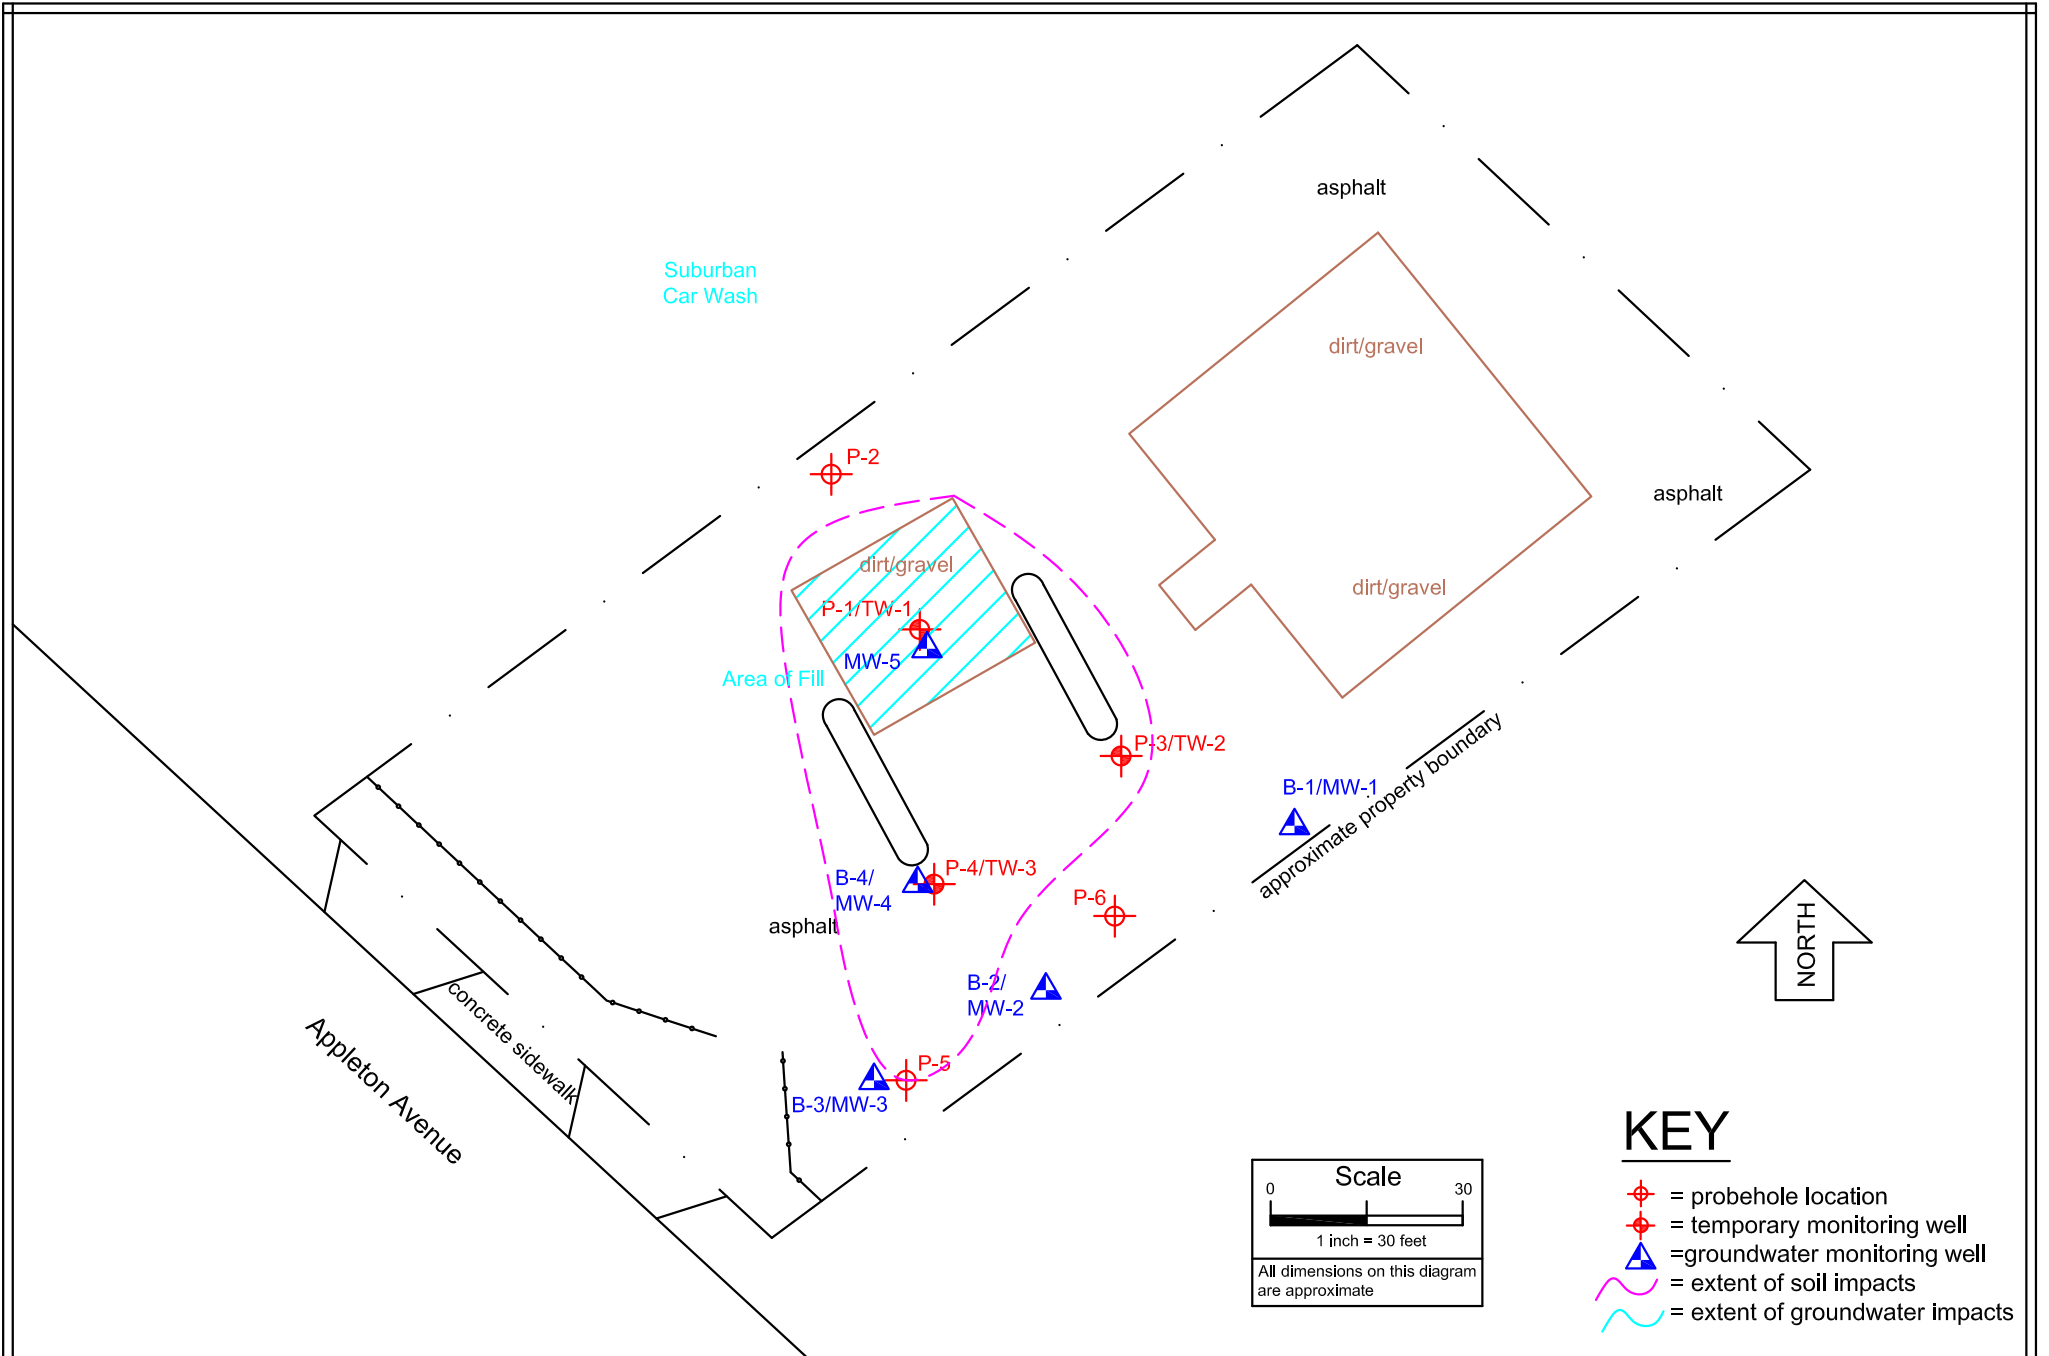 asphalt
Suburban
Car Wash
dirt/gravel
P-2
asphalt
dirt/gravel
dirt/gravel
P-1/TW-1
MW-5
Area of Fill
P-3/TW-2
approximate property boundary
B-1/MW-1
P-4/TW-3
B-4/
MW-4
P-6
asphalt
NORTH
B-2/
MW-2
concrete sidewalk
Appleton Avenue
P-5
B-3/MW-3
KEY
= probehole location
= temporary monitoring well
=groundwater monitoring well
= extent of soil impacts
= extent of groundwater impacts
Scale
0 30
1 inch = 30 feet
All dimensions on this diagram
are approximate